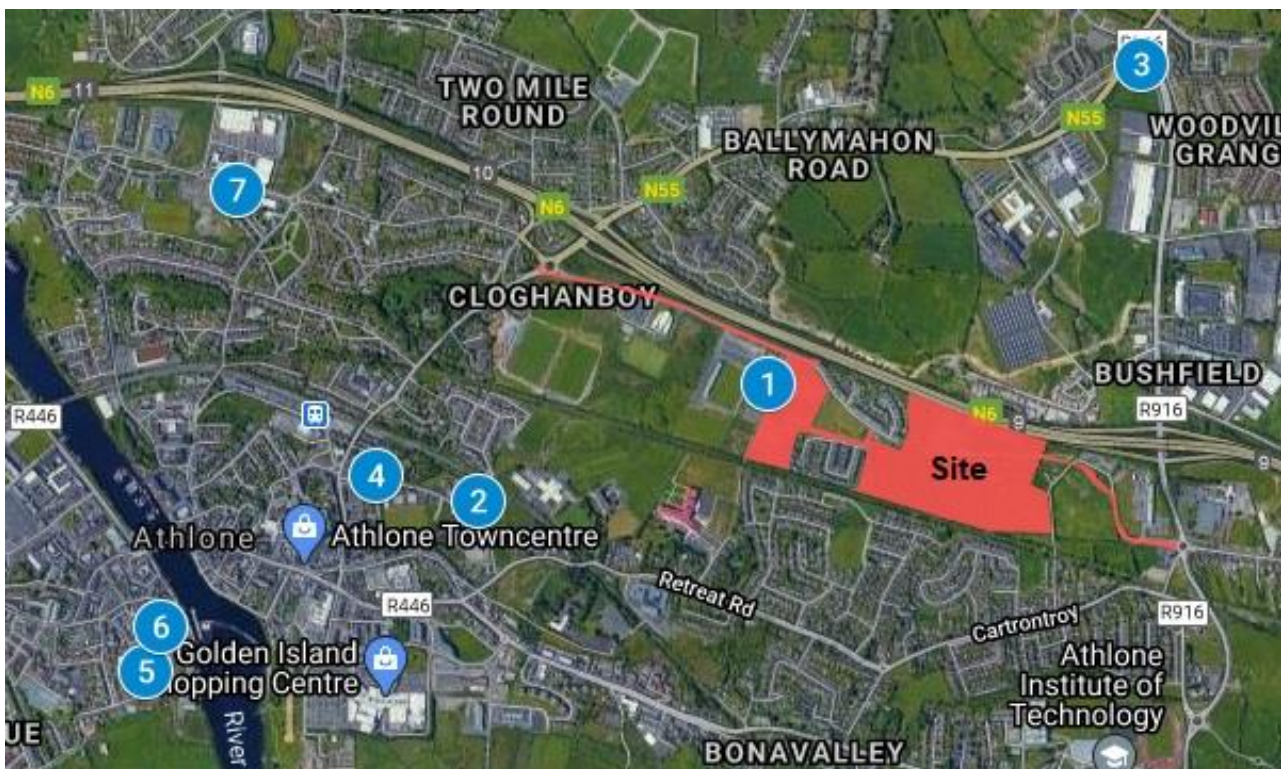 N6
11
TWO MILE
ROUND
3
N55
WOODVIL
GRANG
BALLYMAHON
ROAD
10
7
N55
N6
CLOGHANBOY
1
BUSHFIELD
R446
R916
N6
9
9
Site
4
2
Athlone
Athlone Towncentre
Retreat Rd
R446
R916
Cartrontroy
6
5
Golden Island
hopping Centre
Athlone
Institute of
Technology
River
UE
BONAVALLEY